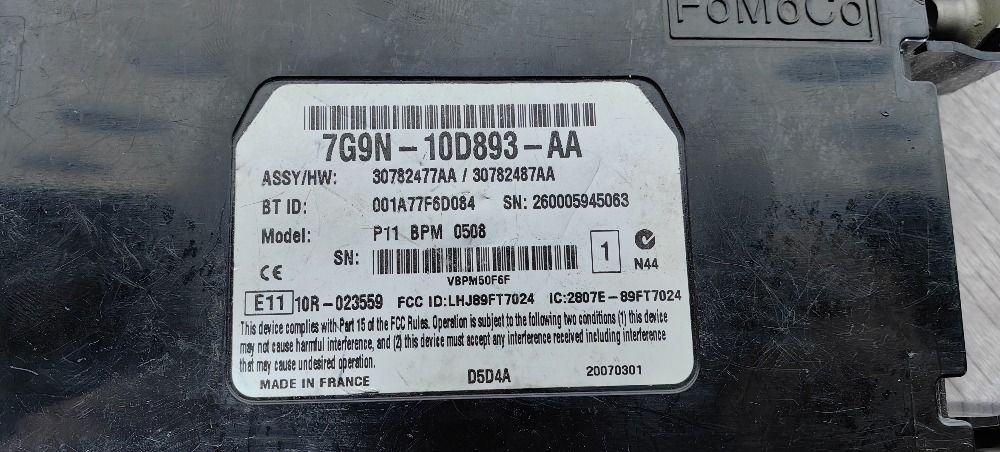 FoMoCo
7G9N-10D893-AA
ASSY/HW: 30782477AA / 30782487AA
BT ID: 001A77F6D084 SN: 260005945063
Model: P11 BPM 0508
SN: 1 N44
VBPM50F6F
CE
E11 10R-023559 FCC ID:LHJ89FT7024 IC:2807E-89FT7024
This device complies with Part 15 of the FCC Rules. Operation is subject to the following two conditions (1) this device
may not cause harmful interference, and (2) this device must accept any interference received including interference
that may cause undesired operation.
MADE IN FRANCE D5D4A 20070301